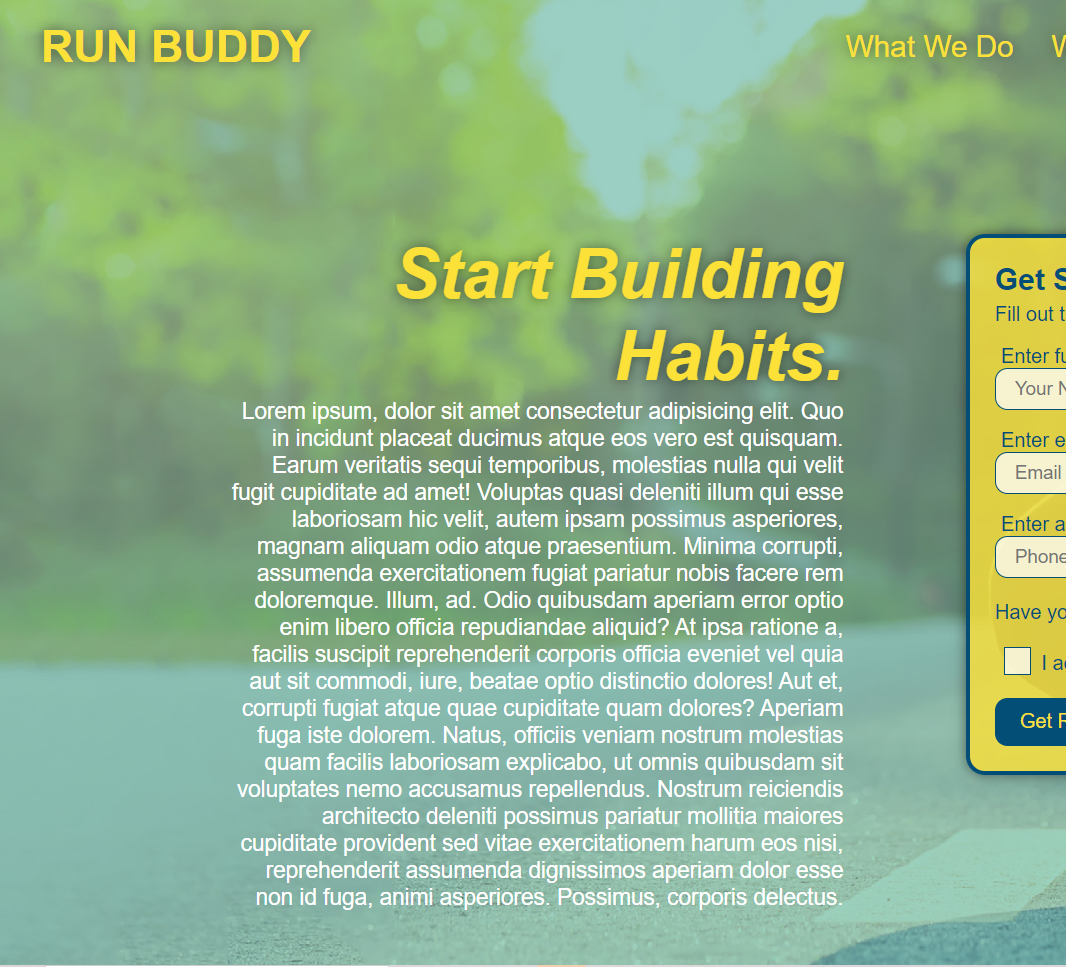 RUN BUDDY
What We Do
Start Building
Habits.
Lorem ipsum, dolor sit amet consectetur adipisicing elit. Quo
in incidunt placeat ducimus atque eos vero est quisquam.
Earum veritatis sequi temporibus, molestias nulla qui velit
fugit cupiditate ad amet! Voluptas quasi deleniti illum qui esse
laboriosam hic velit, autem ipsam possimus asperiores,
magnam aliquam odio atque praesentium. Minima corrupti,
assumenda exercitationem fugiat pariatur nobis facere rem
doloremque. Illum, ad. Odio quibusdam aperiam error optio
enim libero officia repudiandae aliquid? At ipsa ratione a,
facilis suscipit reprehenderit corporis officia eveniet vel quia
aut sit commodi, iure, beatae optio distinctio dolores! Aut et,
corrupti fugiat atque quae cupiditate quam dolores? Aperiam
fuga iste dolorem. Natus, officiis veniam nostrum molestias
quam facilis laboriosam explicabo, ut omnis quibusdam sit
voluptates nemo accusamus repellendus. Nostrum reiciendis
architecto deleniti possimus pariatur mollitia maiores
cupiditate provident sed vitae exercitationem harum eos nisi,
reprehenderit assumenda dignissimos aperiam dolor esse
non id fuga, animi asperiores. Possimus, corporis delectus.
Get
Fill out
Enter
Your
Enter
Email
Enter
Phone
Have
I
Get